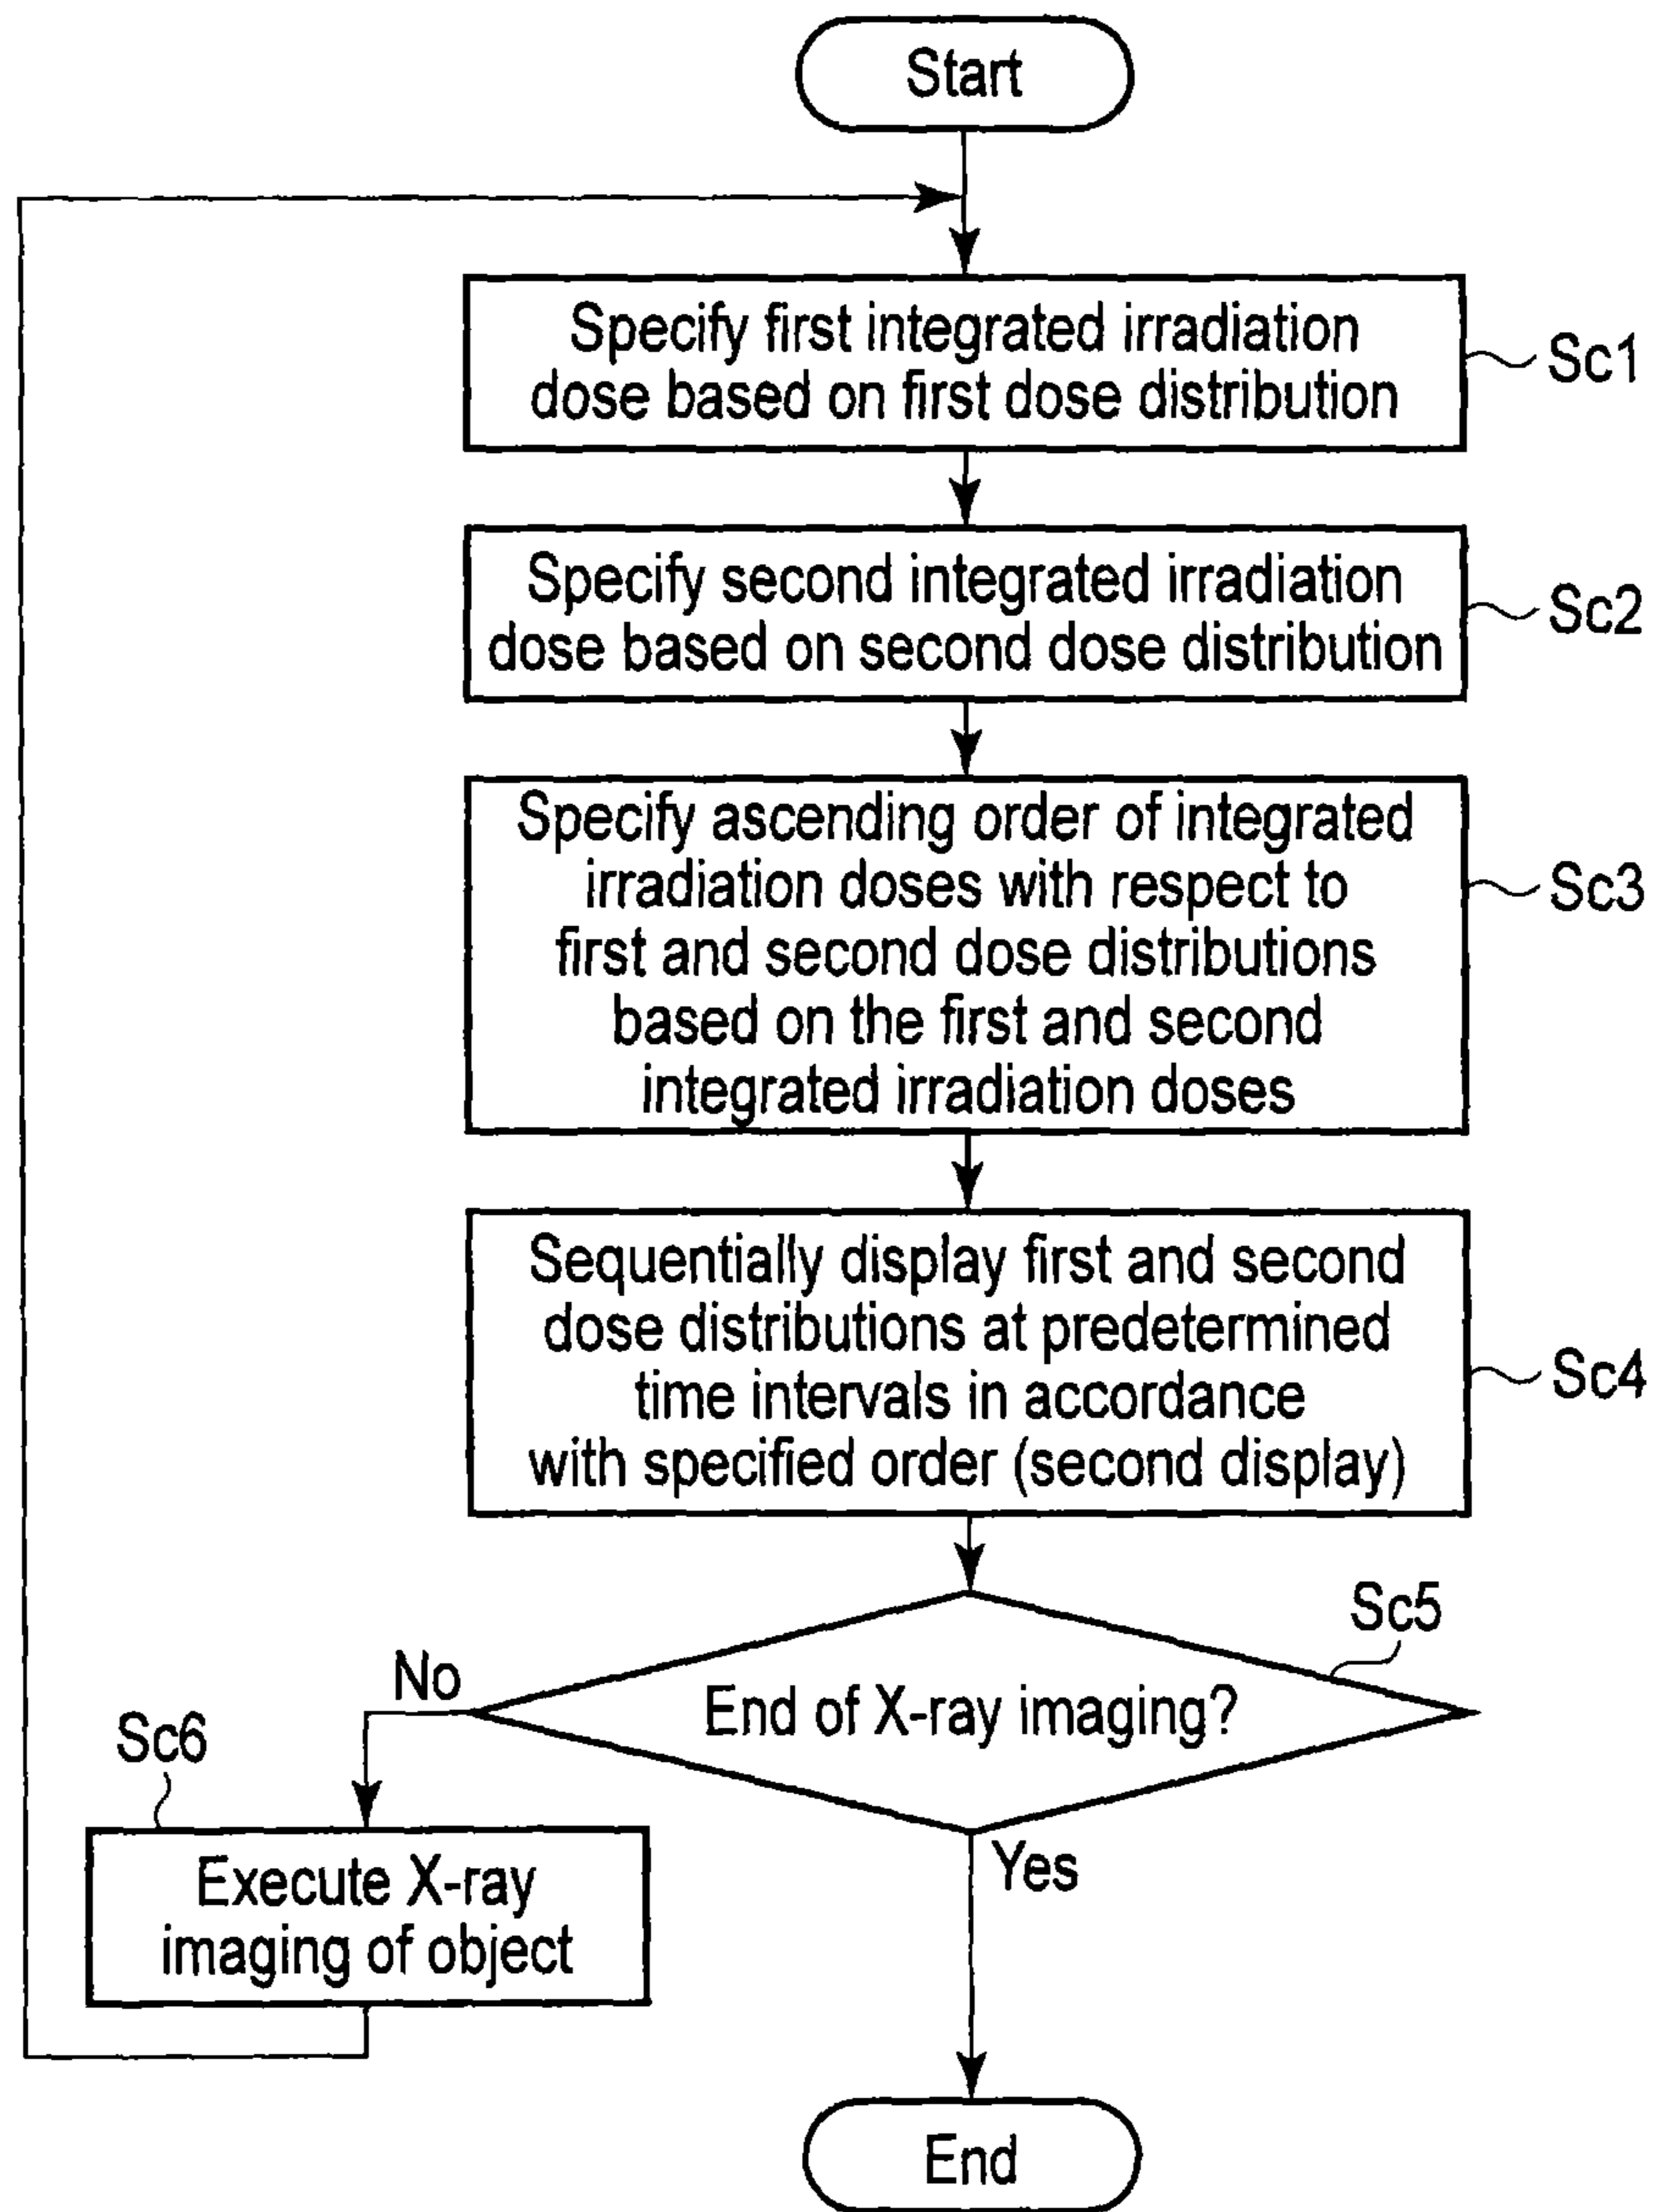 Start
Specify first integrated irradiation
dose based on first dose distribution
Sc1
Specify second integrated irradiation
dose based on second dose distribution
Sc2
Specify ascending order of integrated
irradiation doses with respect to
first and second dose distributions
based on the first and second
integrated irradiation doses
Sc3
Sequentially display first and second
dose distributions at predetermined
time intervals in accordance
with specified order (second display)
Sc4
Sc5
End of X-ray imaging?
No
Sc6
Execute X-ray
imaging of object
Yes
End